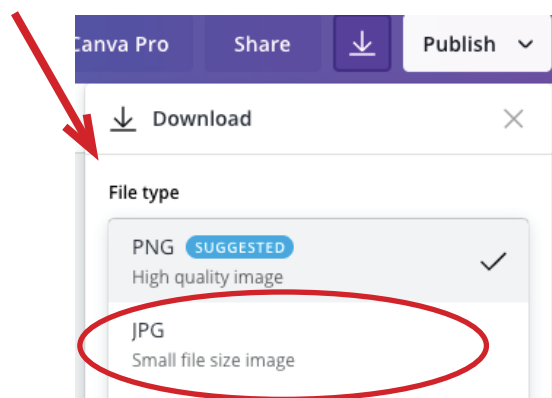 Canva Pro Share Publish
Download
File type
PNG SUGGESTED
High quality image
JPG
Small file size image